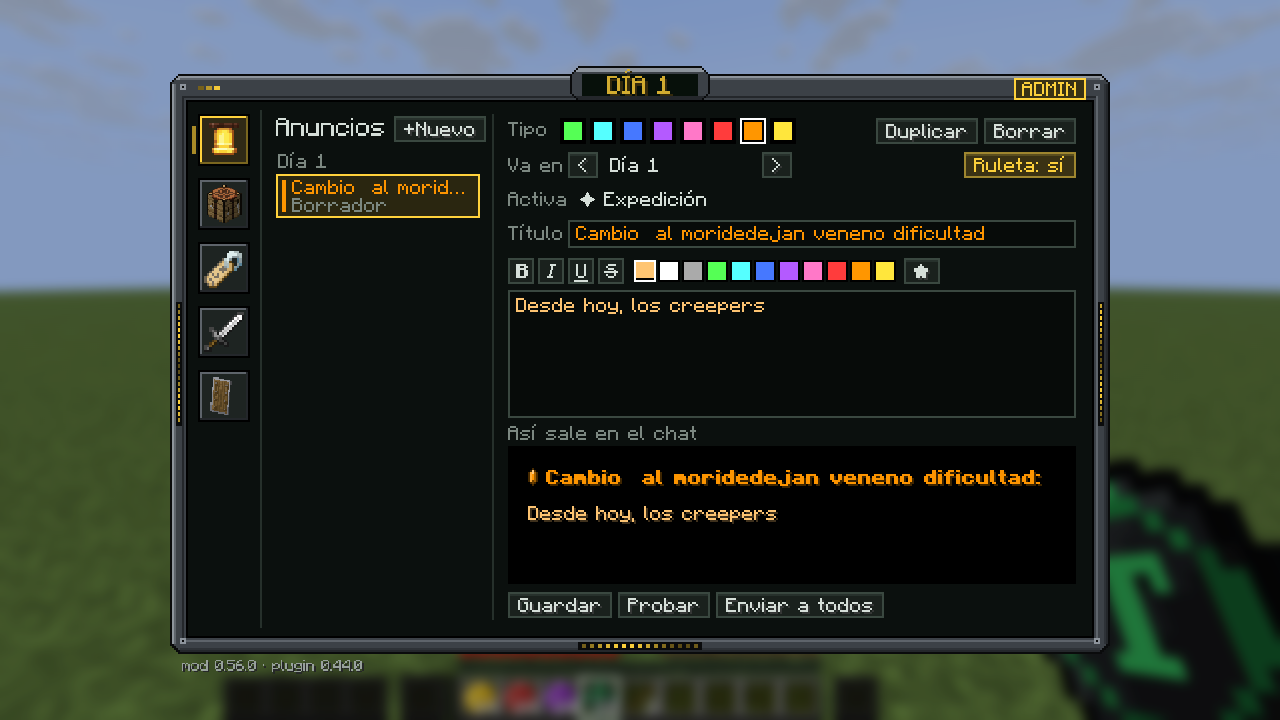 DÍA 1
ADMIN
Anuncios
+Nuevo
Día 1
Cambio  al morid...
Borrador
Tipo
Duplicar
Borrar
Va en < Día 1 >
Ruleta: sí
Activa Expedición
Título Cambio  al moridedejan veneno dificultad
B I U S
Desde hoy, los creepers
Así sale en el chat
Cambio  al moridedejan veneno dificultad:
Desde hoy, los creepers
Guardar
Probar
Enviar a todos
mod 0.56.0 · plugin 0.44.0